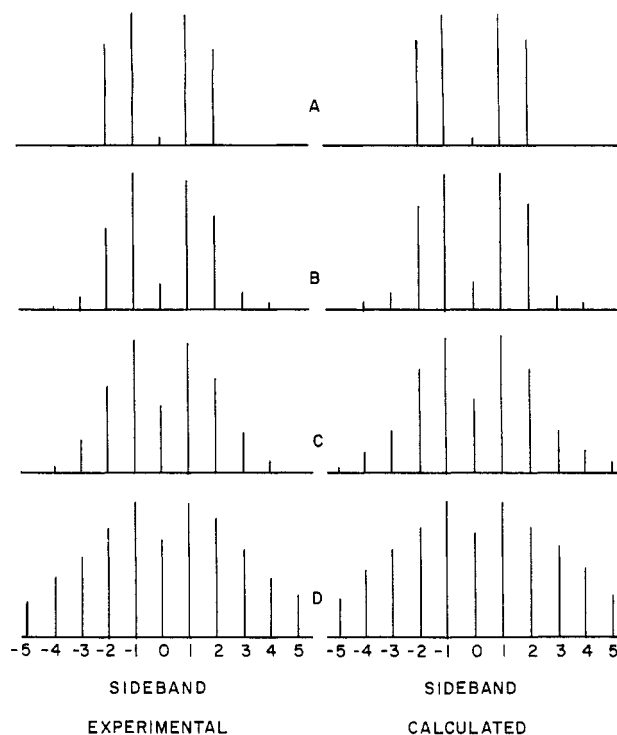 A
B
C
D
-5 -4 -3 -2 -1 0 1 2 3 4 5 -5 -4 -3 -2 -1 0 1 2 3 4 5
SIDEBAND SIDEBAND
EXPERIMENTAL CALCULATED